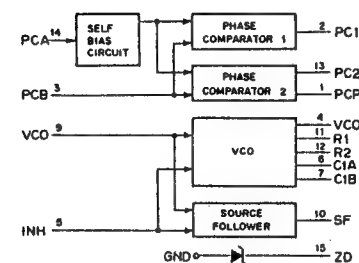 PCA 14 SELF BIAS CIRCUIT
PHASE COMPARATOR 1 2 PC1
PCB 3 PHASE COMPARATOR 2 13 PC2
1 PCP
VCO 9 VCO 4 VCO
11 R1
12 R2
6 C1A
7 C1B
INH 5 SOURCE FOLLOWER 10 SF
GND 15 ZD